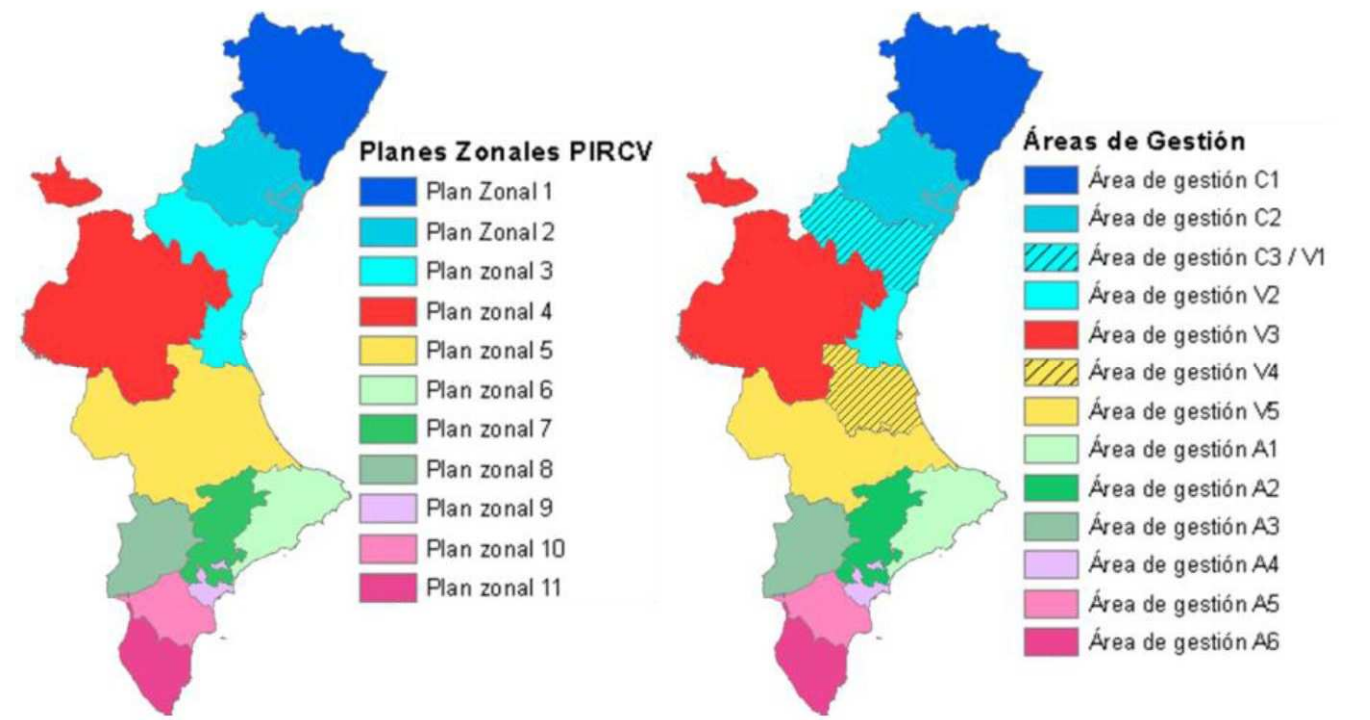 Planes Zonales PIRCV
Plan Zonal 1
Plan Zonal 2
Plan zonal 3
Plan zonal 4
Plan zonal 5
Plan zonal 6
Plan zonal 7
Plan zonal 8
Plan zonal 9
Plan zonal 10
Plan zonal 11
Áreas de Gestión
Área de gestión C1
Área de gestión C2
Área de gestión C3 / V1
Área de gestión V2
Área de gestión V3
Área de gestión V4
Área de gestión V5
Área de gestión A1
Área de gestión A2
Área de gestión A3
Área de gestión A4
Área de gestión A5
Área de gestión A6